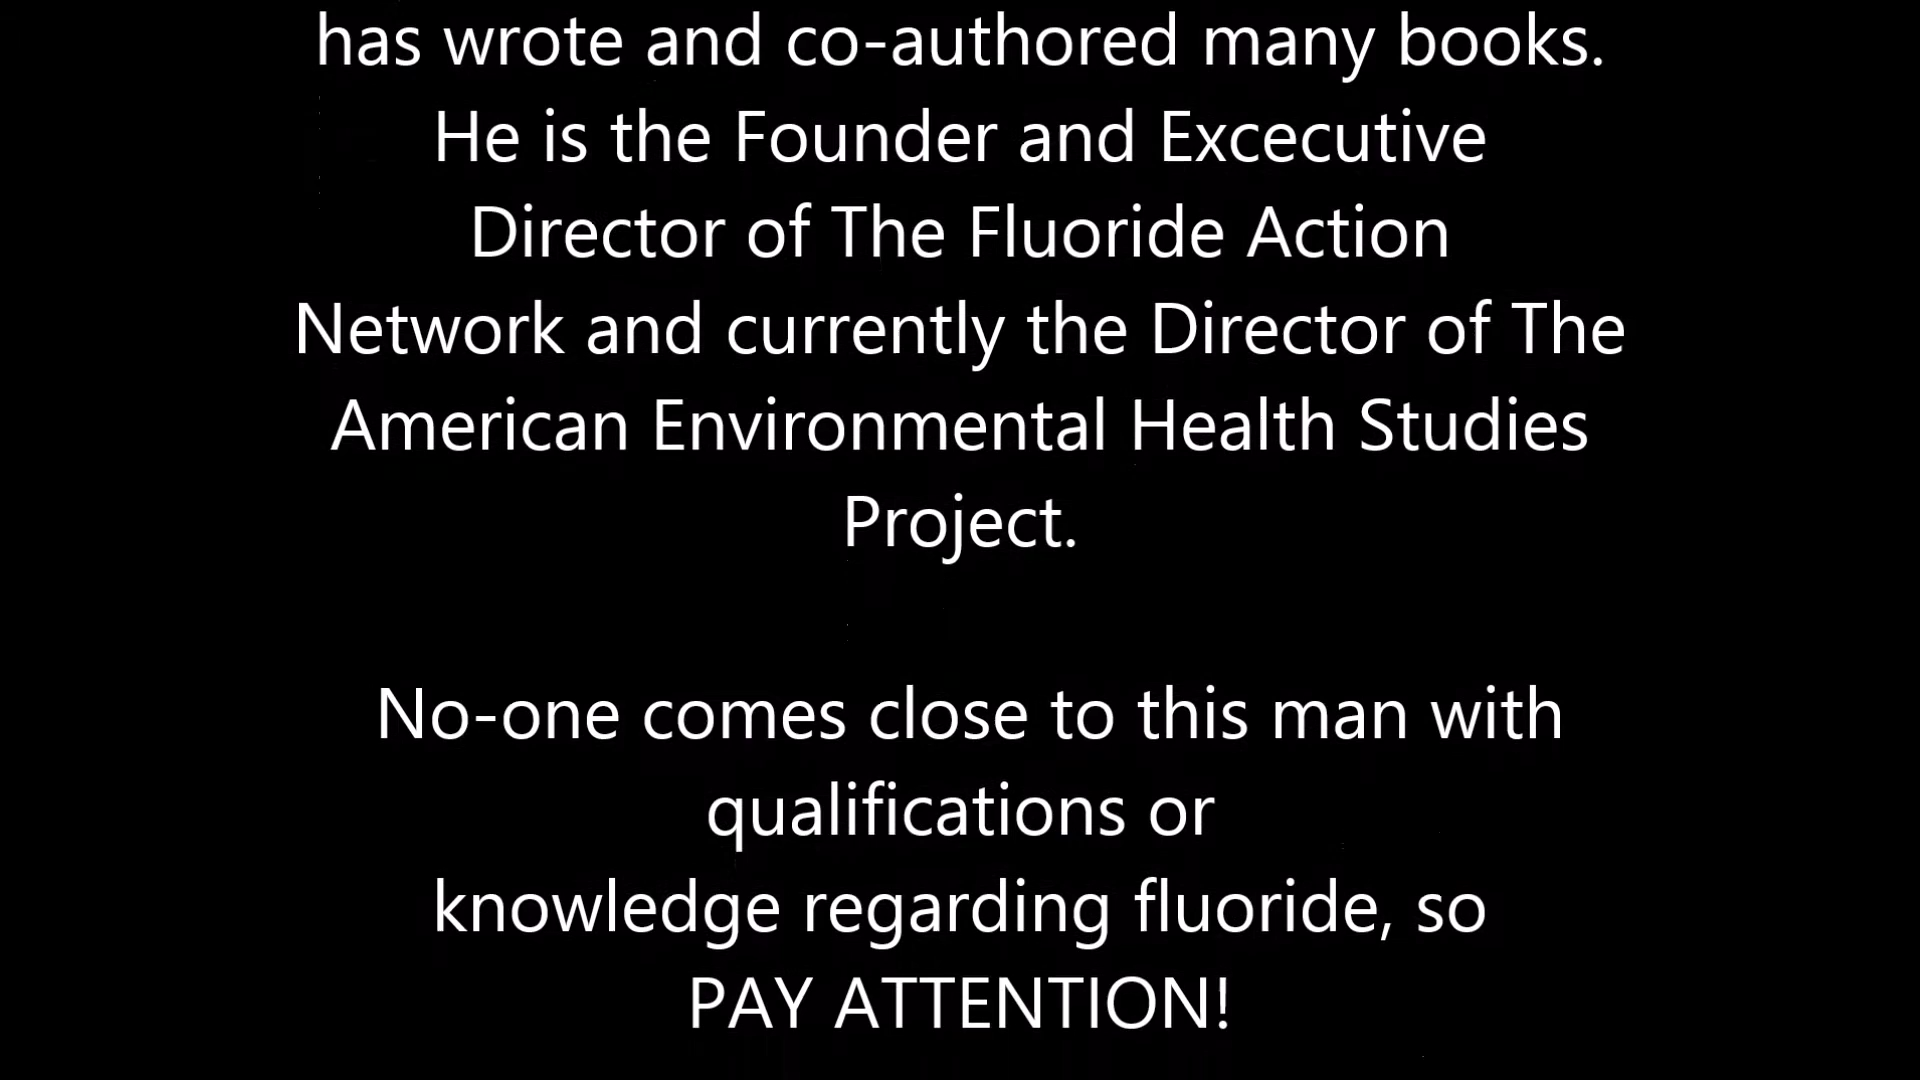 has wrote and co-authored many books.
He is the Founder and Excecutive
Director of The Fluoride Action
Network and currently the Director of The
American Environmental Health Studies
Project.
No-one comes close to this man with
qualifications or
knowledge regarding fluoride, so
PAY ATTENTION!